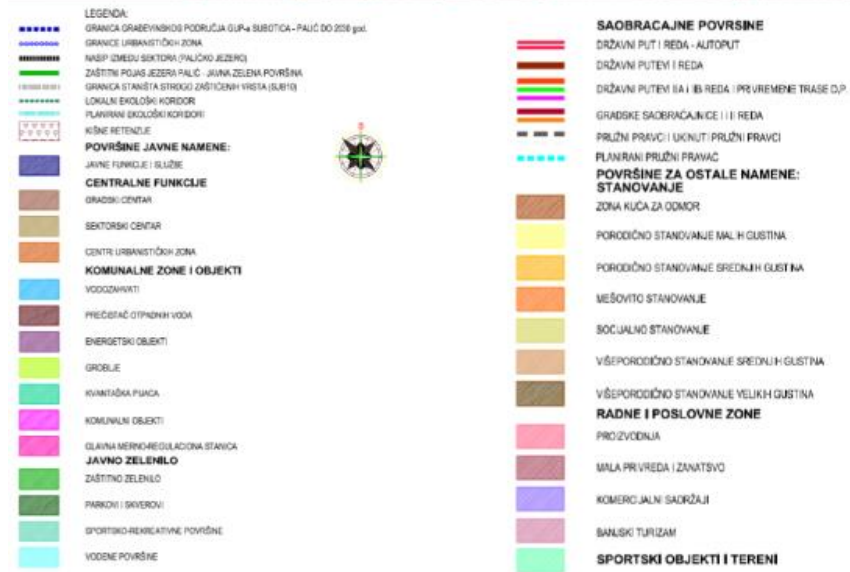 LEGENDA:
GRANICA GRAĐEVINSKOG PODRUČJA GUP-a SUBOTICA - PALIĆ DO 2030 god.
GRANICE URBANISTIČKIH ZONA
NASIP IZMEĐU SEKTORA (PALIĆKO JEZERO)
ZAŠTITNI POJAS JEZERA PALIĆ - JAVNA ZELENA POVRŠINA
GRANICA STANIŠTA STROGO ZAŠTIĆENIH VRSTA (SUB10)
LOKALNI EKOLOŠKI KORIDORI
PLANIRANI EKOLOŠKI KORIDORI
KIŠNE RETENZIJE
POVRŠINE JAVNE NAMENE:
JAVNE FUNKCIJE I SLUŽBE
CENTRALNE FUNKCIJE
GRADSKI CENTAR
SEKTORSKI CENTAR
CENTRI URBANISTIČKIH ZONA
KOMUNALNE ZONE I OBJEKTI
VODOZAHVATI
PREČISTAČ OTPADNIH VODA
ENERGETSKI OBJEKTI
GROBLJE
KVANTAŠKA PIJACA
KOMUNALNI OBJEKTI
GLAVNA MERNO-REGULACIONA STANICA
JAVNO ZELENILO
ZAŠTITNO ZELENILO
PARKOVI I SKVEROVI
SPORTSKO-REKREATIVNE POVRŠINE
VODENE POVRŠINE
SAOBRACAJNE POVRSINE
DRŽAVNI PUT I REDA - AUTOPUT
DRŽAVNI PUTEVI I REDA
DRŽAVNI PUTEVI IIA i IIB REDA I PRIVREMENE TRASE D.P.
GRADSKE SAOBRAĆAJNICE I i II REDA
PRUŽNI PRAVCI I UKINUTI PRUŽNI PRAVCI
PLANIRANI PRUŽNI PRAVAC
POVRŠINE ZA OSTALE NAMENE:
STANOVANJE
ZONA KUĆA ZA ODMOR
PORODIČNO STANOVANJE MALIH GUSTINA
PORODIČNO STANOVANJE SREDNJIH GUSTINA
MEŠOVITO STANOVANJE
SOCIJALNO STANOVANJE
VIŠEPORODIČNO STANOVANJE SREDNJIH GUSTINA
VIŠEPORODIČNO STANOVANJE VELIKIH GUSTINA
RADNE I POSLOVNE ZONE
PROIZVODNJA
MALA PRIVREDA I ZANATSVO
KOMERCIJALNI SADRŽAJI
BANJSKI TURIZAM
SPORTSKI OBJEKTI I TERENI